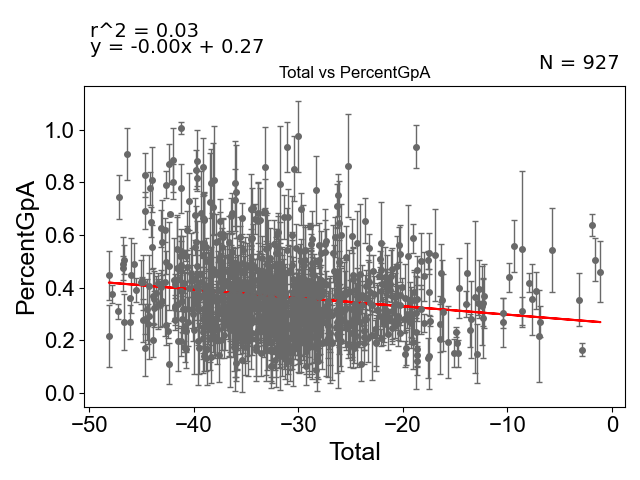 r^2 = 0.03
y = -0.00x + 0.27
N = 927
Total vs PercentGpA
PercentGpA
1.0
0.8
0.6
0.4
0.2
0.0
−50 −40 −30 −20 −10 0
Total